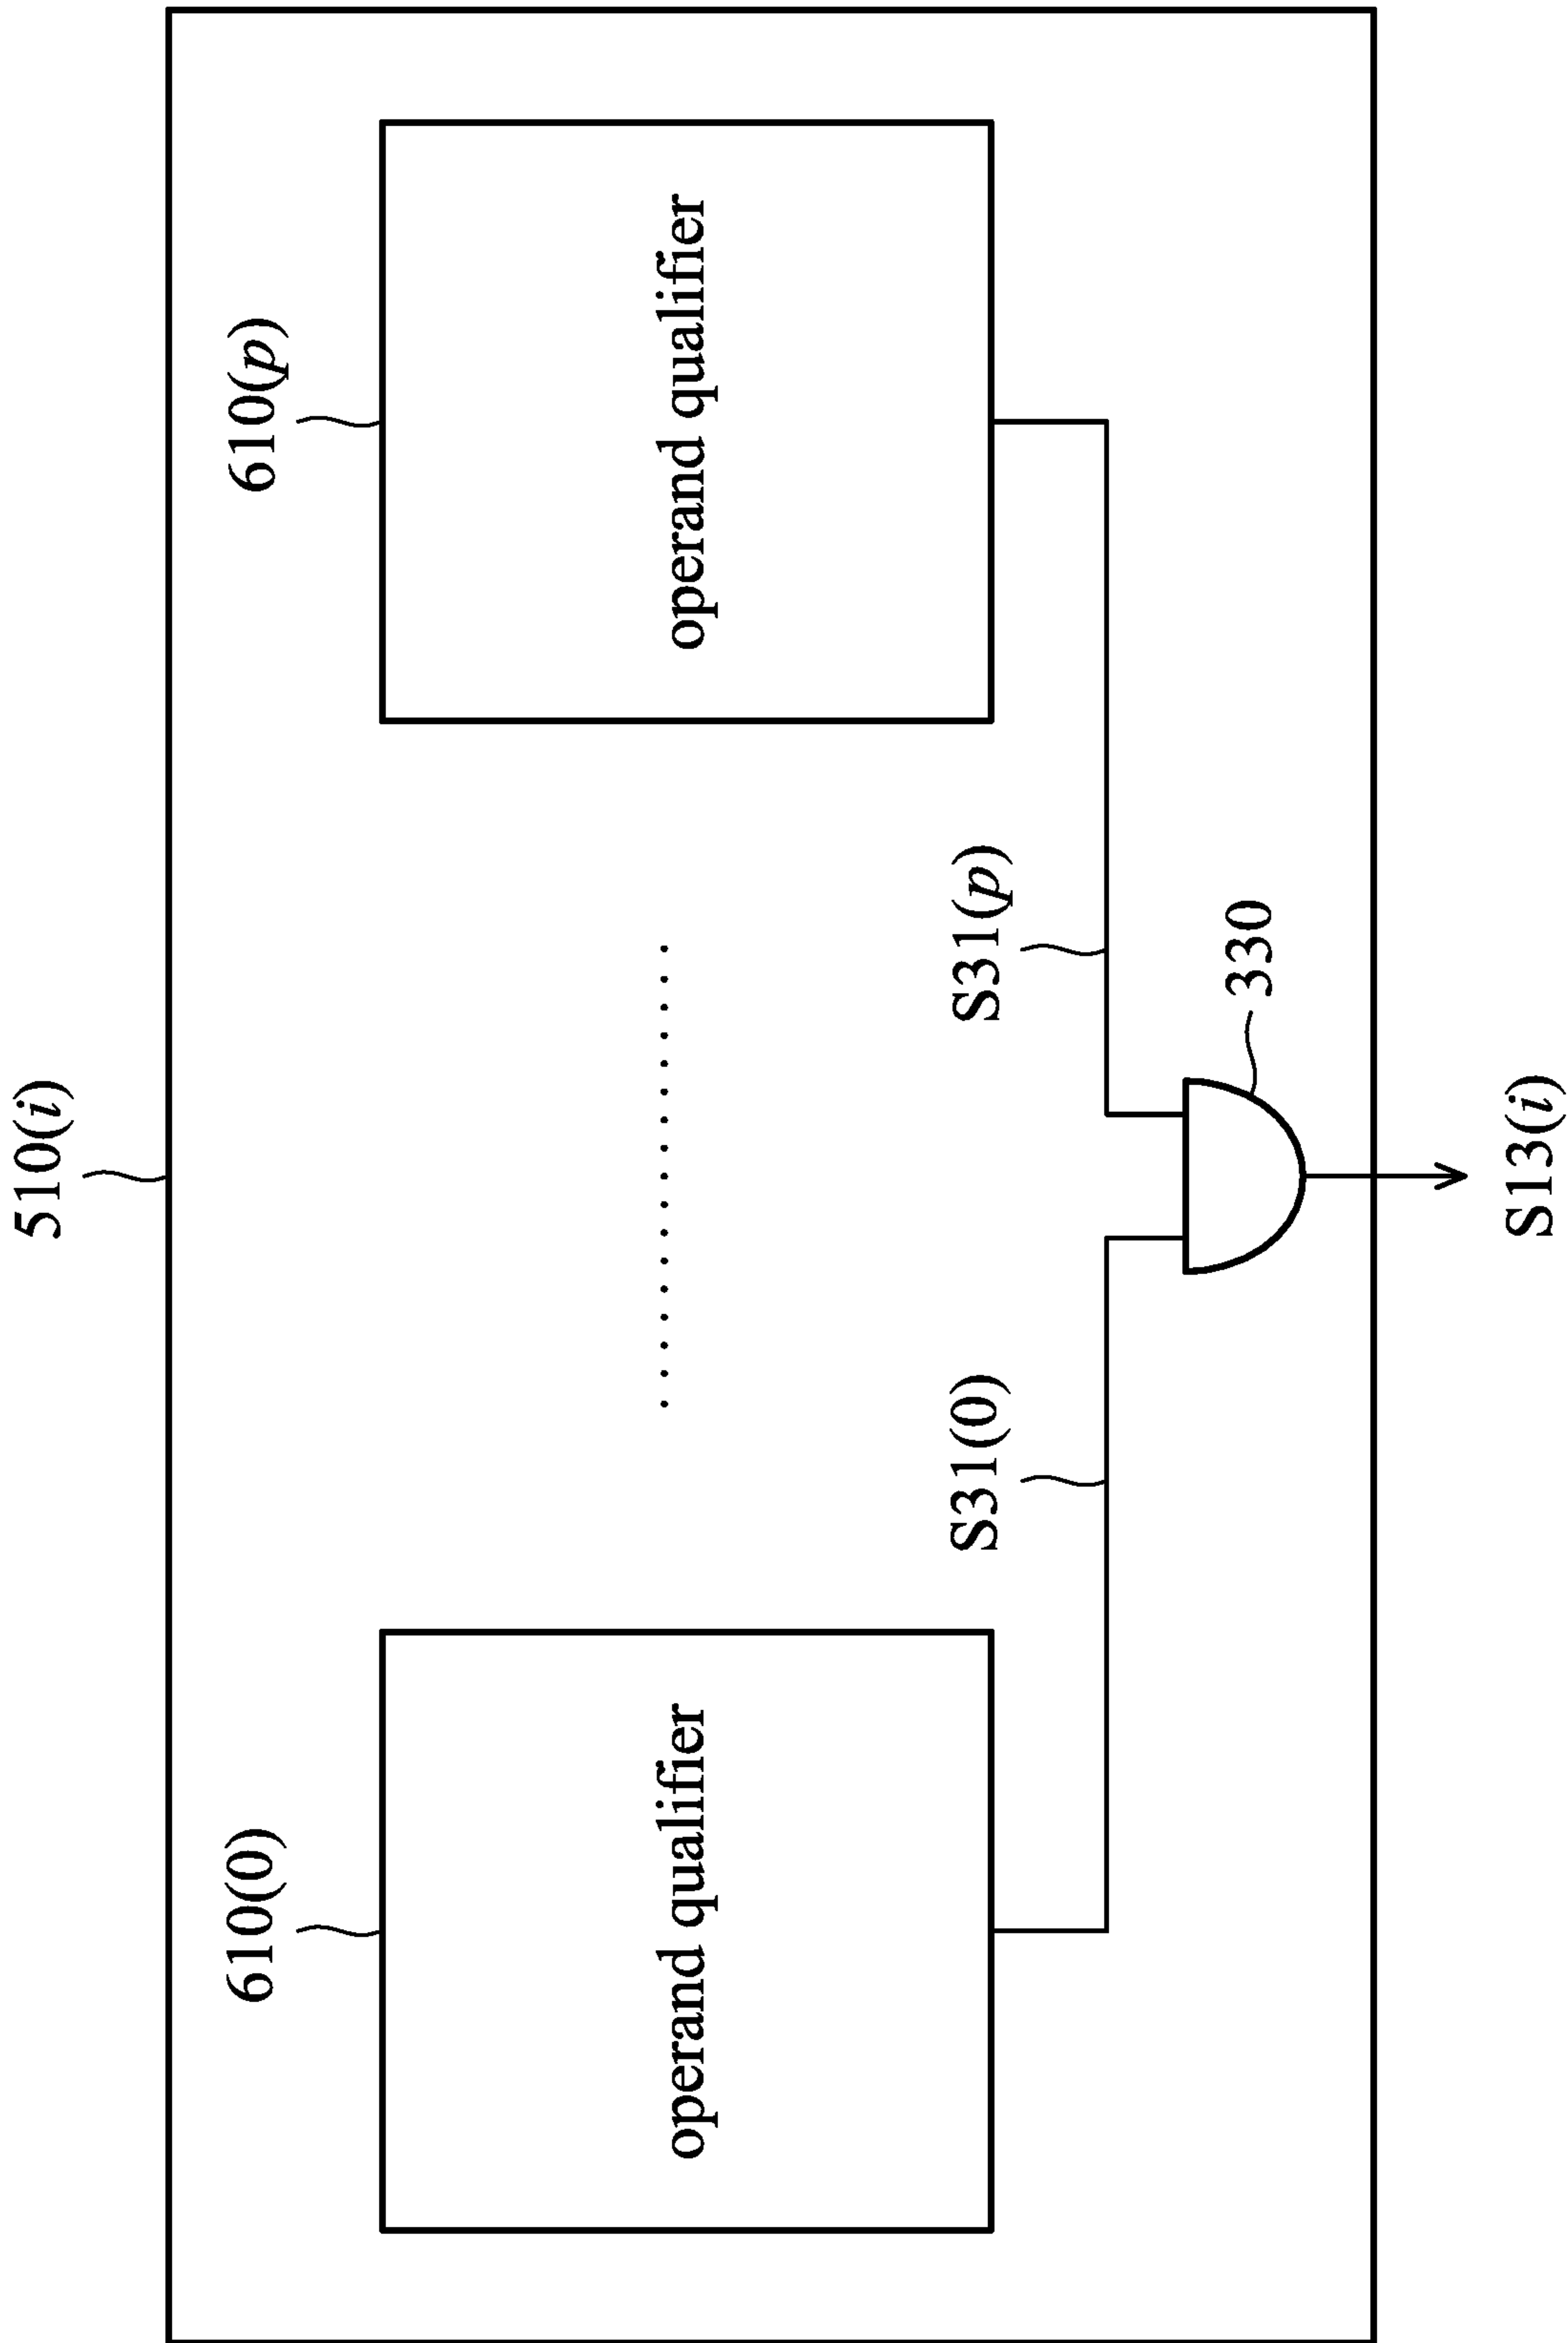 510(i)
610(0)
610(p)
operand qualifier
operand qualifier
S31(0)
S31(p)
330
S13(i)